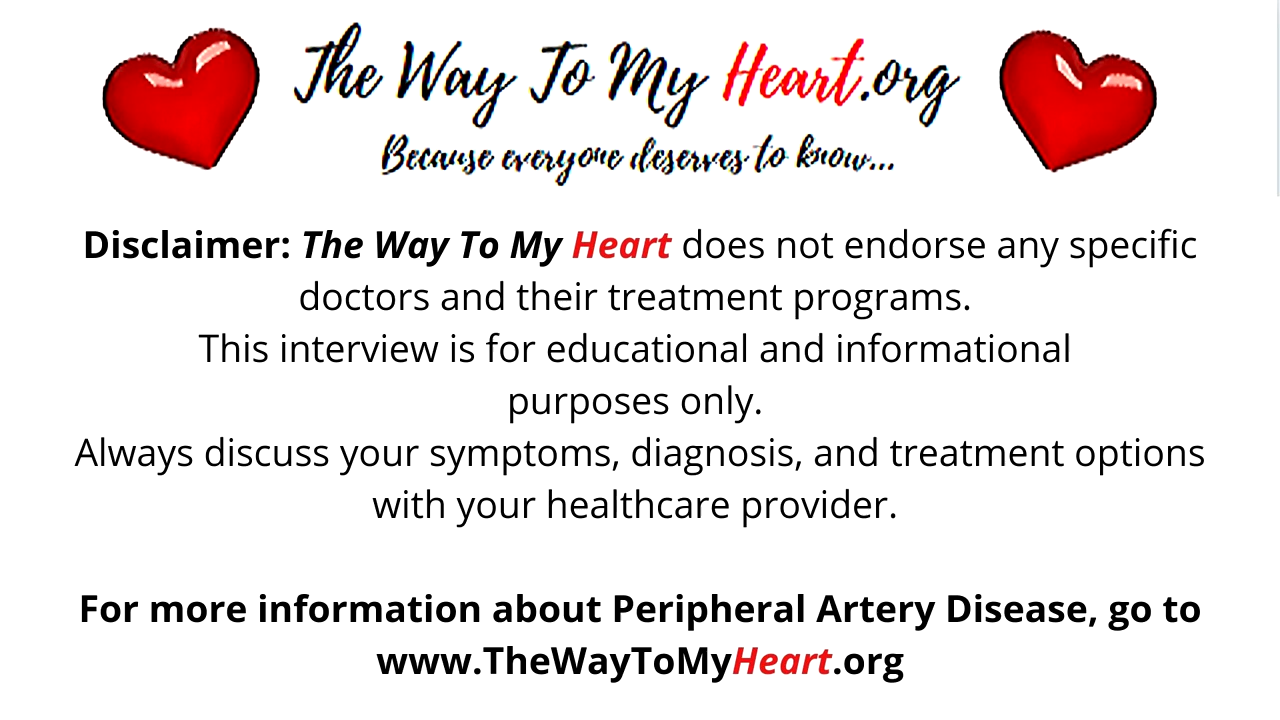 The Way To My Heart.org
Because everyone deserves to know...
Disclaimer: The Way To My Heart does not endorse any specific
doctors and their treatment programs.
This interview is for educational and informational
purposes only.
Always discuss your symptoms, diagnosis, and treatment options
with your healthcare provider.
For more information about Peripheral Artery Disease, go to
www.TheWayToMyHeart.org